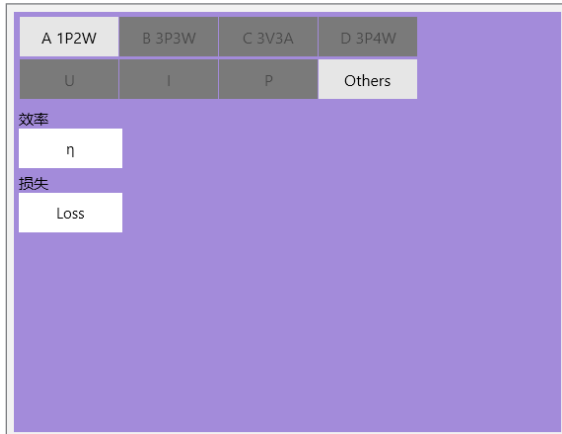 A 1P2W B 3P3W C 3V3A D 3P4W
U I P Others
效率
η
损失
Loss